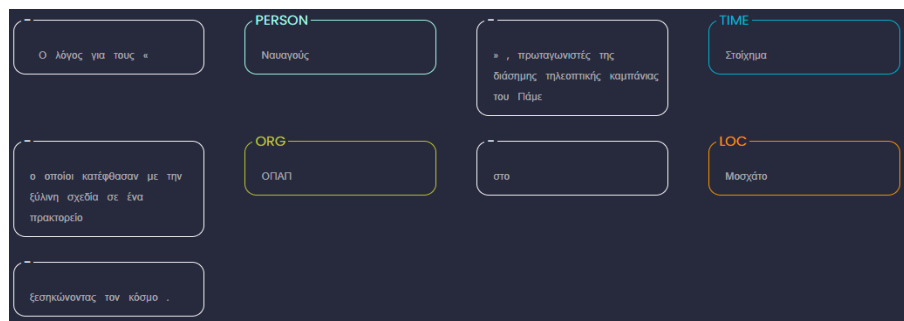 -
Ο λόγος για τους «
PERSON
Ναυαγούς
-
» , πρωταγωνιστές της
διάσημης τηλεοπτικής καμπάνιας
του Πάμε
TIME
Στοίχημα
-
ο οποίοι κατέφθασαν με την
ξύλινη σχεδία σε ένα
πρακτορείο
ORG
ΟΠΑΠ
-
στο
LOC
Μοσχάτο
-
ξεσηκώνοντας τον κόσμο .